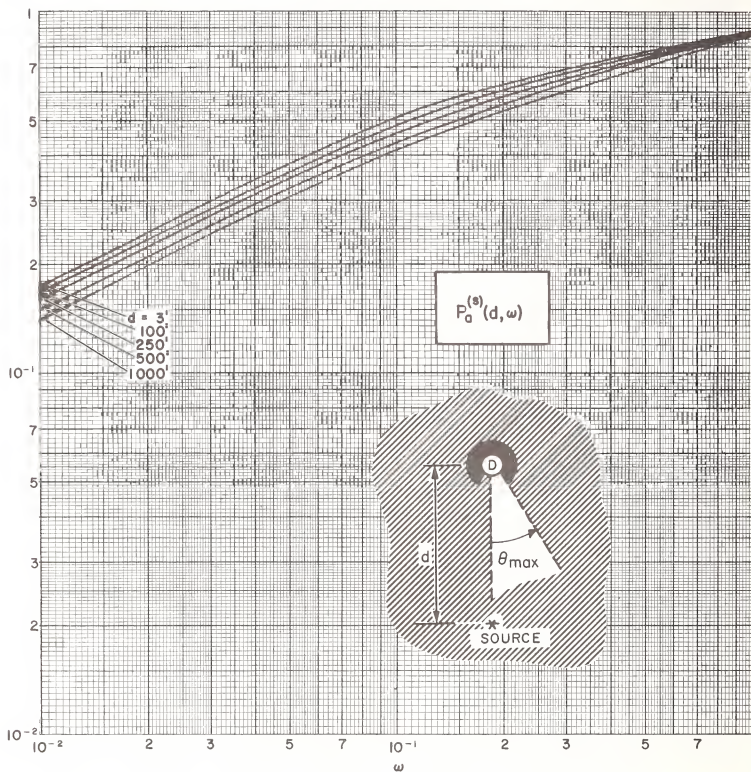 1
7
5
3
2
10⁻¹
7
5
3
2
10⁻²
d = 3'
100'
250'
500'
1000'
Pₐ⁽ˢ⁾(d,ω)
D
d
θmax
SOURCE
10⁻² 2 3 5 7 10⁻¹ 2 3 5 7
ω